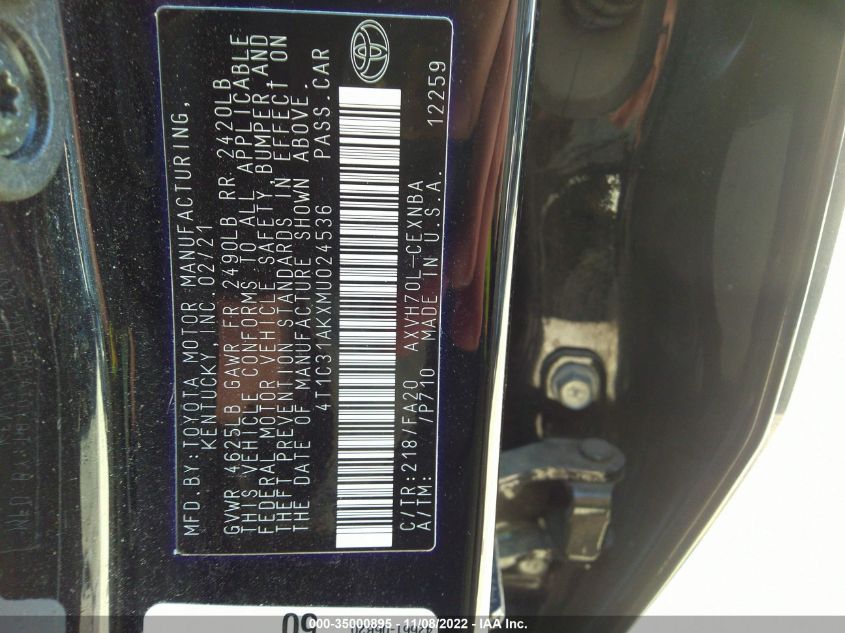 MFD.BY:TOYOTA MOTOR MANUFACTURING,
KENTUCKY,INC. 02/21
GVWR 4625LB GAWR FR 2490LB RR 2420LB
THIS VEHICLE CONFORMS TO ALL APPLICABLE
FEDERAL MOTOR VEHICLE SAFETY, BUMPER AND
THEFT PREVENTION STANDARDS IN EFFECT ON
THE DATE OF MANUFACTURE SHOWN ABOVE.
4T1C31AKXMU024536 PASS.CAR
C/TR:218/FA20 AXVH70L-CEXNBA 12259
A/TM: /P710 MADE IN U.S.A.
60
000-35000895 - 11/08/2022 - IAA Inc.